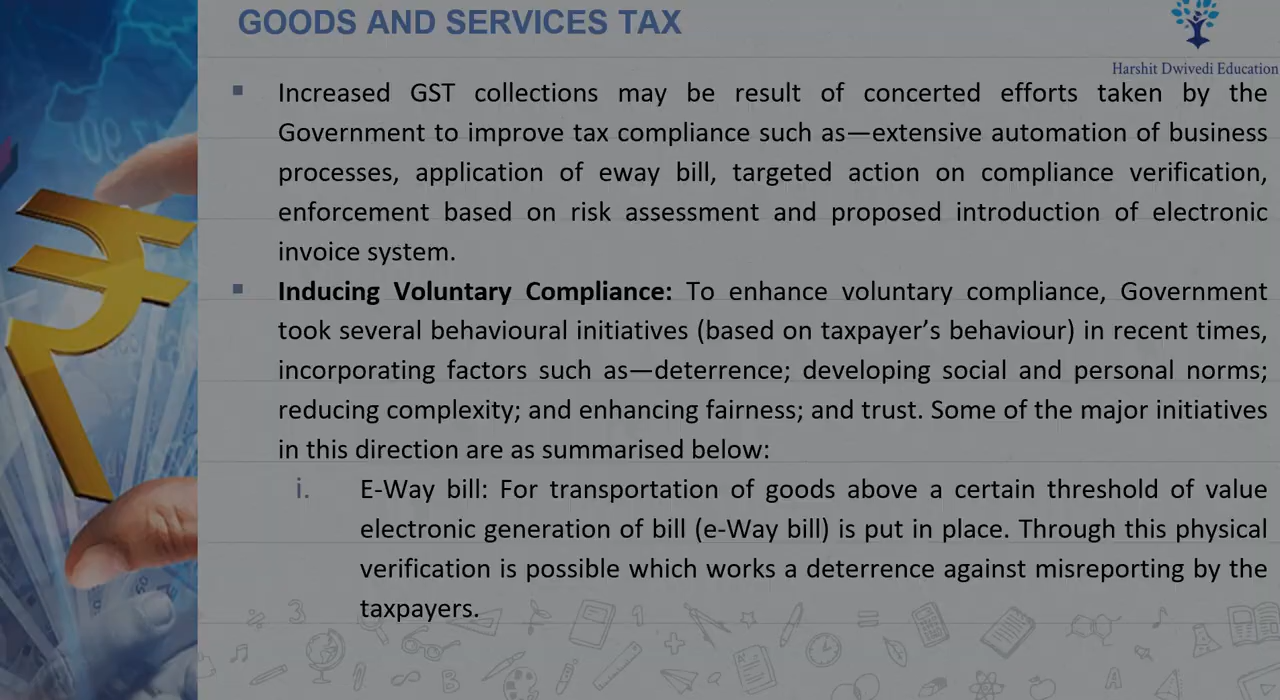 GOODS AND SERVICES TAX
Harshit Dwivedi Education
▪ Increased GST collections may be result of concerted efforts taken by the
Government to improve tax compliance such as—extensive automation of business
processes, application of eway bill, targeted action on compliance verification,
enforcement based on risk assessment and proposed introduction of electronic
invoice system.
▪ Inducing Voluntary Compliance: To enhance voluntary compliance, Government
took several behavioural initiatives (based on taxpayer’s behaviour) in recent times,
incorporating factors such as—deterrence; developing social and personal norms;
reducing complexity; and enhancing fairness; and trust. Some of the major initiatives
in this direction are as summarised below:
i. E-Way bill: For transportation of goods above a certain threshold of value
electronic generation of bill (e-Way bill) is put in place. Through this physical
verification is possible which works a deterrence against misreporting by the
taxpayers.